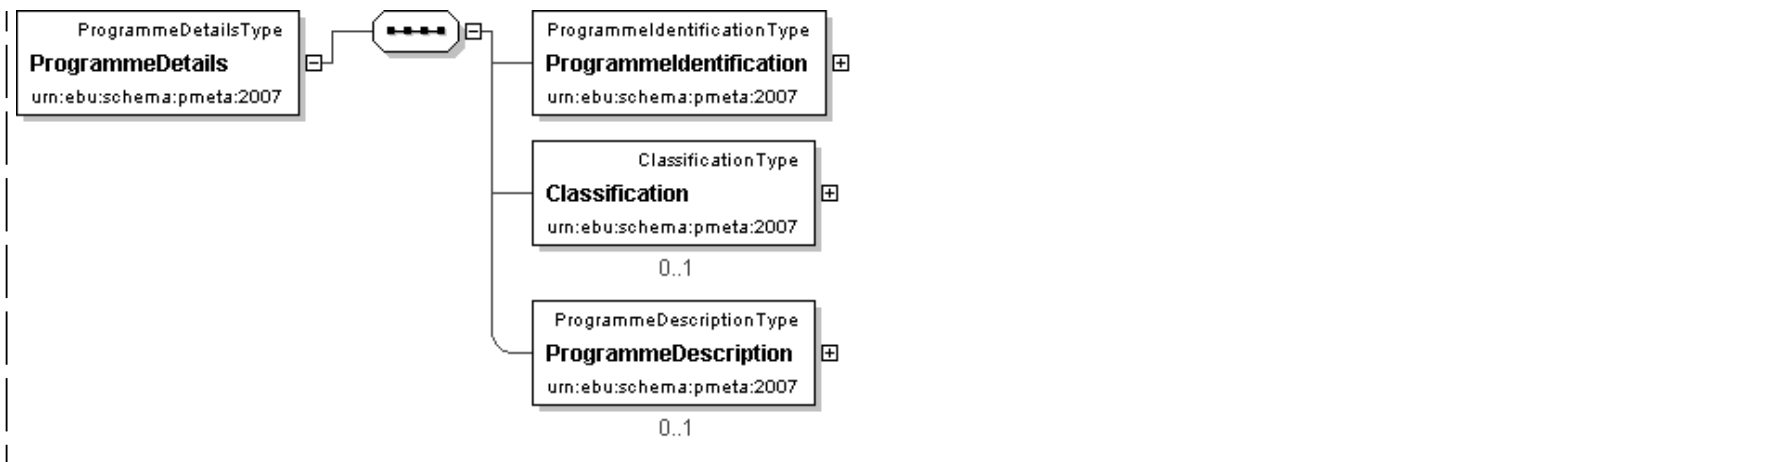 ProgrammeDetailsType
ProgrammeDetails
urn:ebu:schema:pmeta:2007
ProgrammeIdentificationType
ProgrammeIdentification
urn:ebu:schema:pmeta:2007
ClassificationType
Classification
urn:ebu:schema:pmeta:2007
0..1
ProgrammeDescriptionType
ProgrammeDescription
urn:ebu:schema:pmeta:2007
0..1